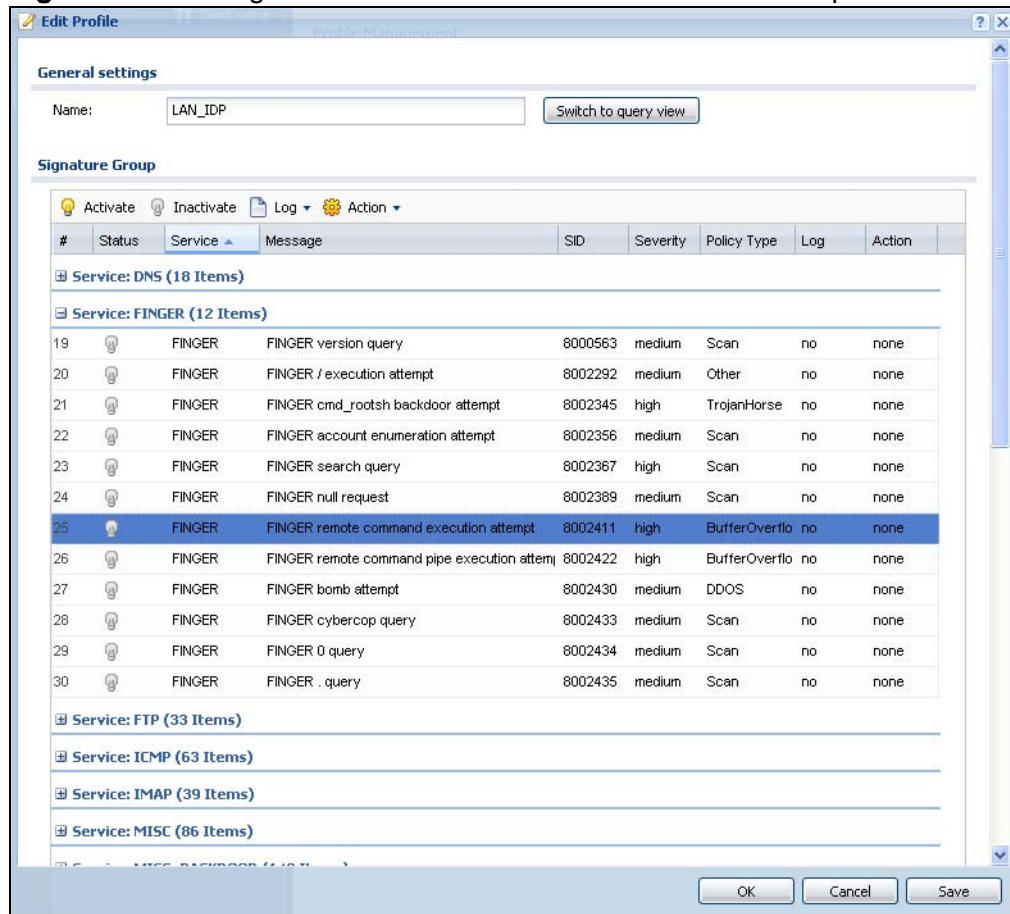 Edit Profile
Profile Management
General settings
Name: LAN_IDP Switch to query view
Signature Group
Activate Inactivate Log Action
# Status Service Message SID Severity Policy Type Log Action
Service: DNS (18 Items)
Service: FINGER (12 Items)
19 FINGER FINGER version query 8000563 medium Scan no none
20 FINGER FINGER / execution attempt 8002292 medium Other no none
21 FINGER FINGER cmd_rootsh backdoor attempt 8002345 high TrojanHorse no none
22 FINGER FINGER account enumeration attempt 8002356 medium Scan no none
23 FINGER FINGER search query 8002367 high Scan no none
24 FINGER FINGER null request 8002389 medium Scan no none
25 FINGER FINGER remote command execution attempt 8002411 high BufferOverflo no none
26 FINGER FINGER remote command pipe execution attem 8002422 high BufferOverflo no none
27 FINGER FINGER bomb attempt 8002430 medium DDOS no none
28 FINGER FINGER cybercop query 8002433 medium Scan no none
29 FINGER FINGER 0 query 8002434 medium Scan no none
30 FINGER FINGER . query 8002435 medium Scan no none
Service: FTP (33 Items)
Service: ICMP (63 Items)
Service: IMAP (39 Items)
Service: MISC (86 Items)
OK Cancel Save